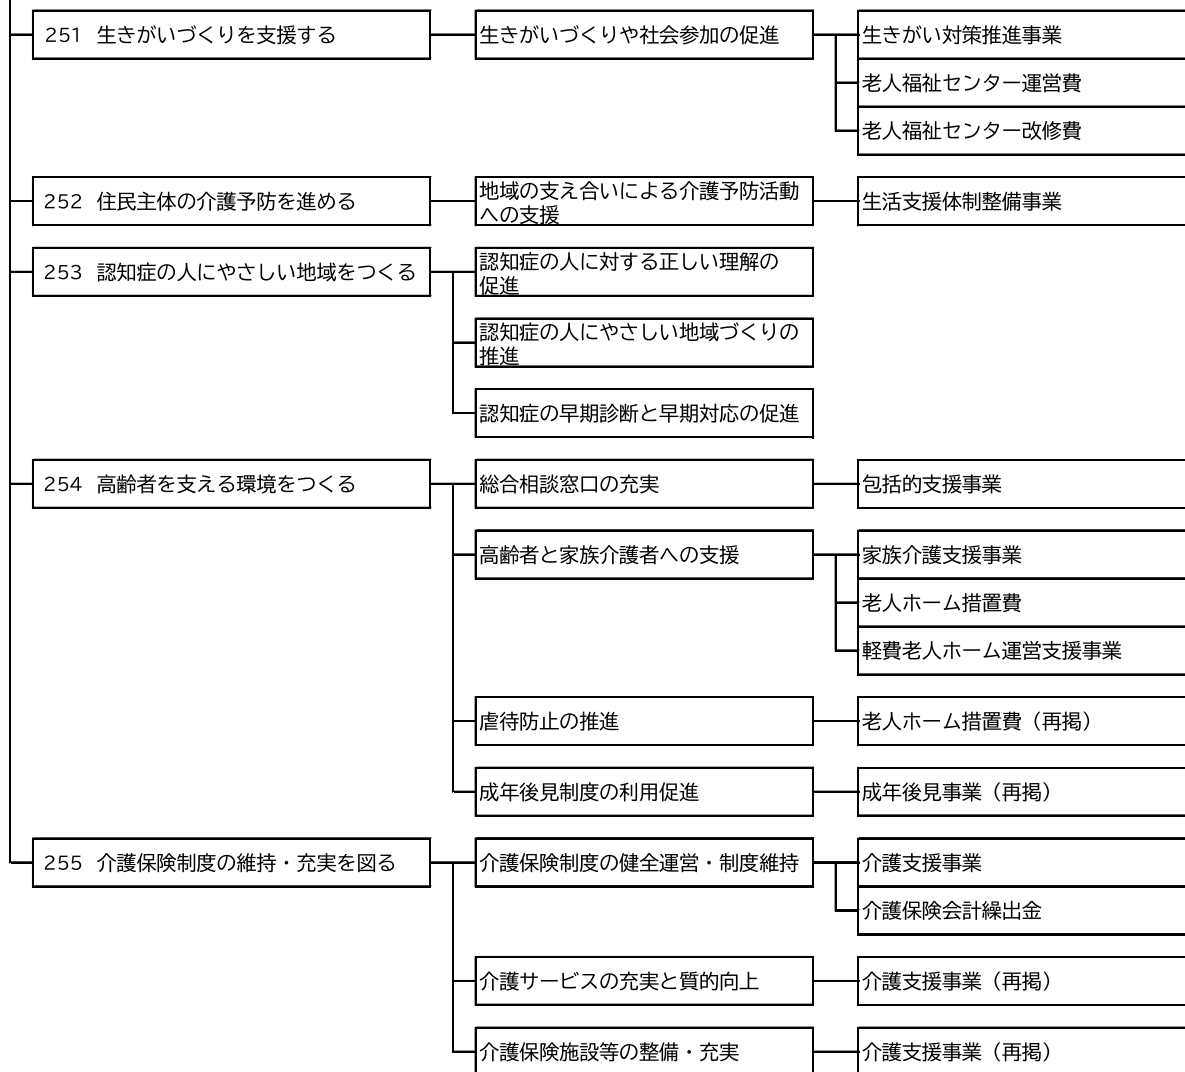 251 生きがいづくりを支援する
生きがいづくりや社会参加の促進
生きがい対策推進事業
老人福祉センター運営費
老人福祉センター改修費
252 住民主体の介護予防を進める
地域の支え合いによる介護予防活動
への支援
生活支援体制整備事業
253 認知症の人にやさしい地域をつくる
認知症の人に対する正しい理解の
促進
認知症の人にやさしい地域づくりの
推進
認知症の早期診断と早期対応の促進
254 高齢者を支える環境をつくる
総合相談窓口の充実
包括的支援事業
高齢者と家族介護者への支援
家族介護支援事業
老人ホーム措置費
軽費老人ホーム運営支援事業
虐待防止の推進
老人ホーム措置費（再掲）
成年後見制度の利用促進
成年後見事業（再掲）
255 介護保険制度の維持・充実を図る
介護保険制度の健全運営・制度維持
介護支援事業
介護保険会計繰出金
介護サービスの充実と質的向上
介護支援事業（再掲）
介護保険施設等の整備・充実
介護支援事業（再掲）